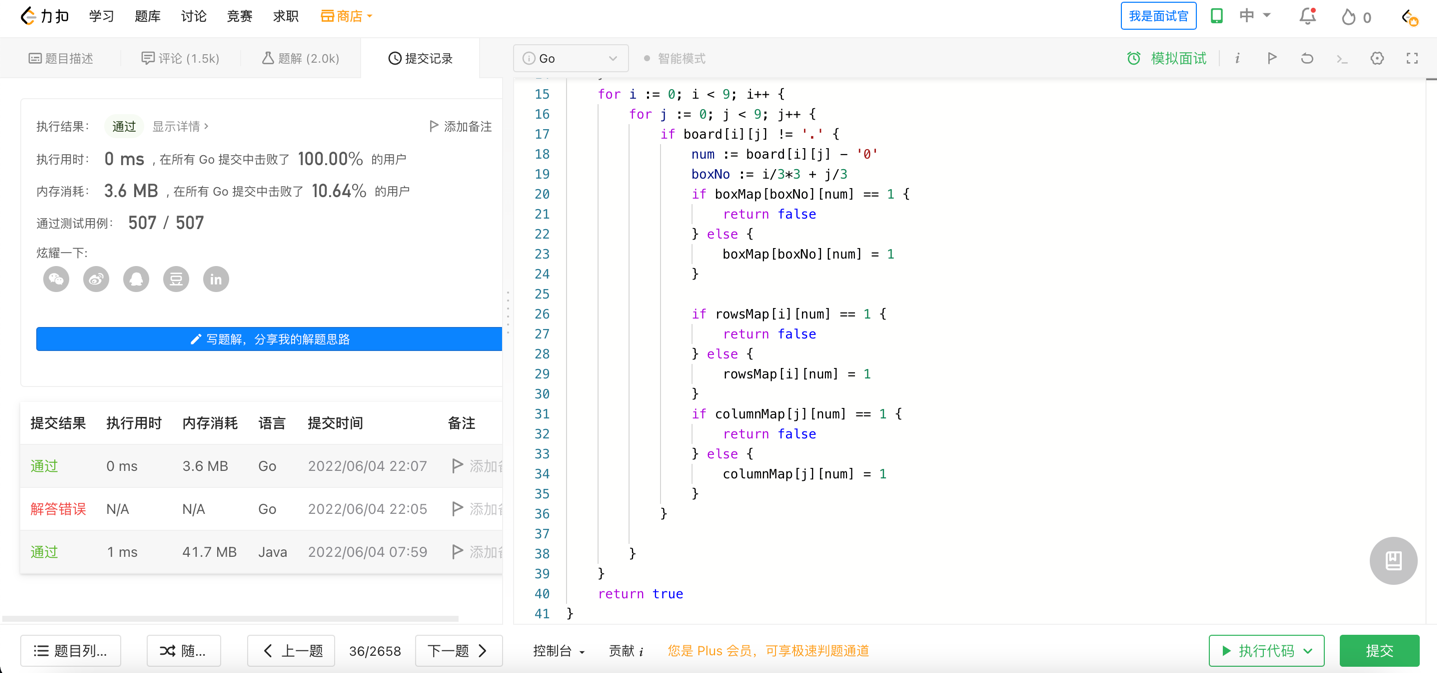 力扣 学习 题库 讨论 竞赛 求职 商店 我是面试官 中 0
题目描述 评论 (1.5k) 题解 (2.0k) 提交记录 Go 智能模式 模拟面试
执行结果： 通过 显示详情 › 添加备注
执行用时： 0 ms , 在所有 Go 提交中击败了 100.00% 的用户
内存消耗： 3.6 MB , 在所有 Go 提交中击败了 10.64% 的用户
通过测试用例： 507 / 507
炫耀一下:
豆 in
写题解，分享我的解题思路
提交结果 执行用时 内存消耗 语言 提交时间 备注
通过 0 ms 3.6 MB Go 2022/06/04 22:07 添加
解答错误 N/A N/A Go 2022/06/04 22:05 添加
通过 1 ms 41.7 MB Java 2022/06/04 07:59 添加
15 for i := 0; i < 9; i++ {
16 for j := 0; j < 9; j++ {
17 if board[i][j] != '.' {
18 num := board[i][j] - '0'
19 boxNo := i/3*3 + j/3
20 if boxMap[boxNo][num] == 1 {
21 return false
22 } else {
23 boxMap[boxNo][num] = 1
24 }
25
26 if rowsMap[i][num] == 1 {
27 return false
28 } else {
29 rowsMap[i][num] = 1
30 }
31 if columnMap[j][num] == 1 {
32 return false
33 } else {
34 columnMap[j][num] = 1
35 }
36 }
37
38 }
39 }
40 return true
41 }
题目列... 随... 上一题 36/2658 下一题 控制台 贡献 i 您是 Plus 会员，可享极速判题通道 执行代码 提交